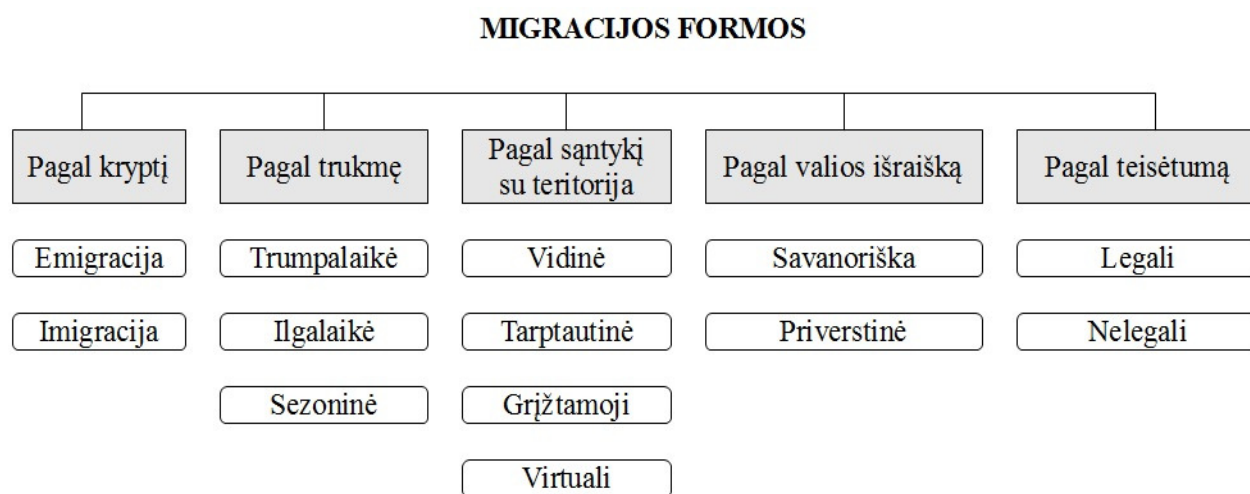 MIGRACIJOS FORMOS
Pagal kryptį
Pagal trukmę
Pagal sąntykį
su teritorija
Pagal valios išraišką
Pagal teisėtumą
Emigracija
Trumpalaikė
Vidinė
Savanoriška
Legali
Imigracija
Ilgalaikė
Tarptautinė
Priverstinė
Nelegali
Sezoninė
Grįžtamoji
Virtuali